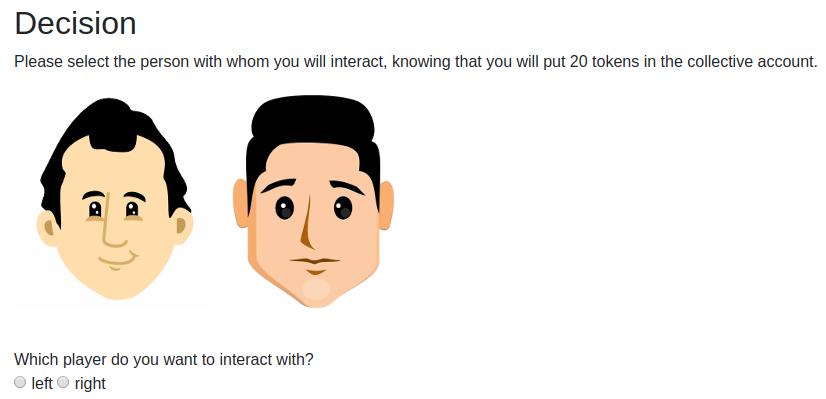 Decision
Please select the person with whom you will interact, knowing that you will put 20 tokens in the collective account.
Which player do you want to interact with?
left right